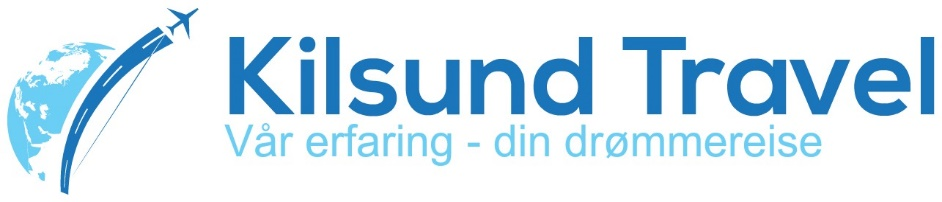 Kilsund Travel
Vår erfaring - din drømmereise